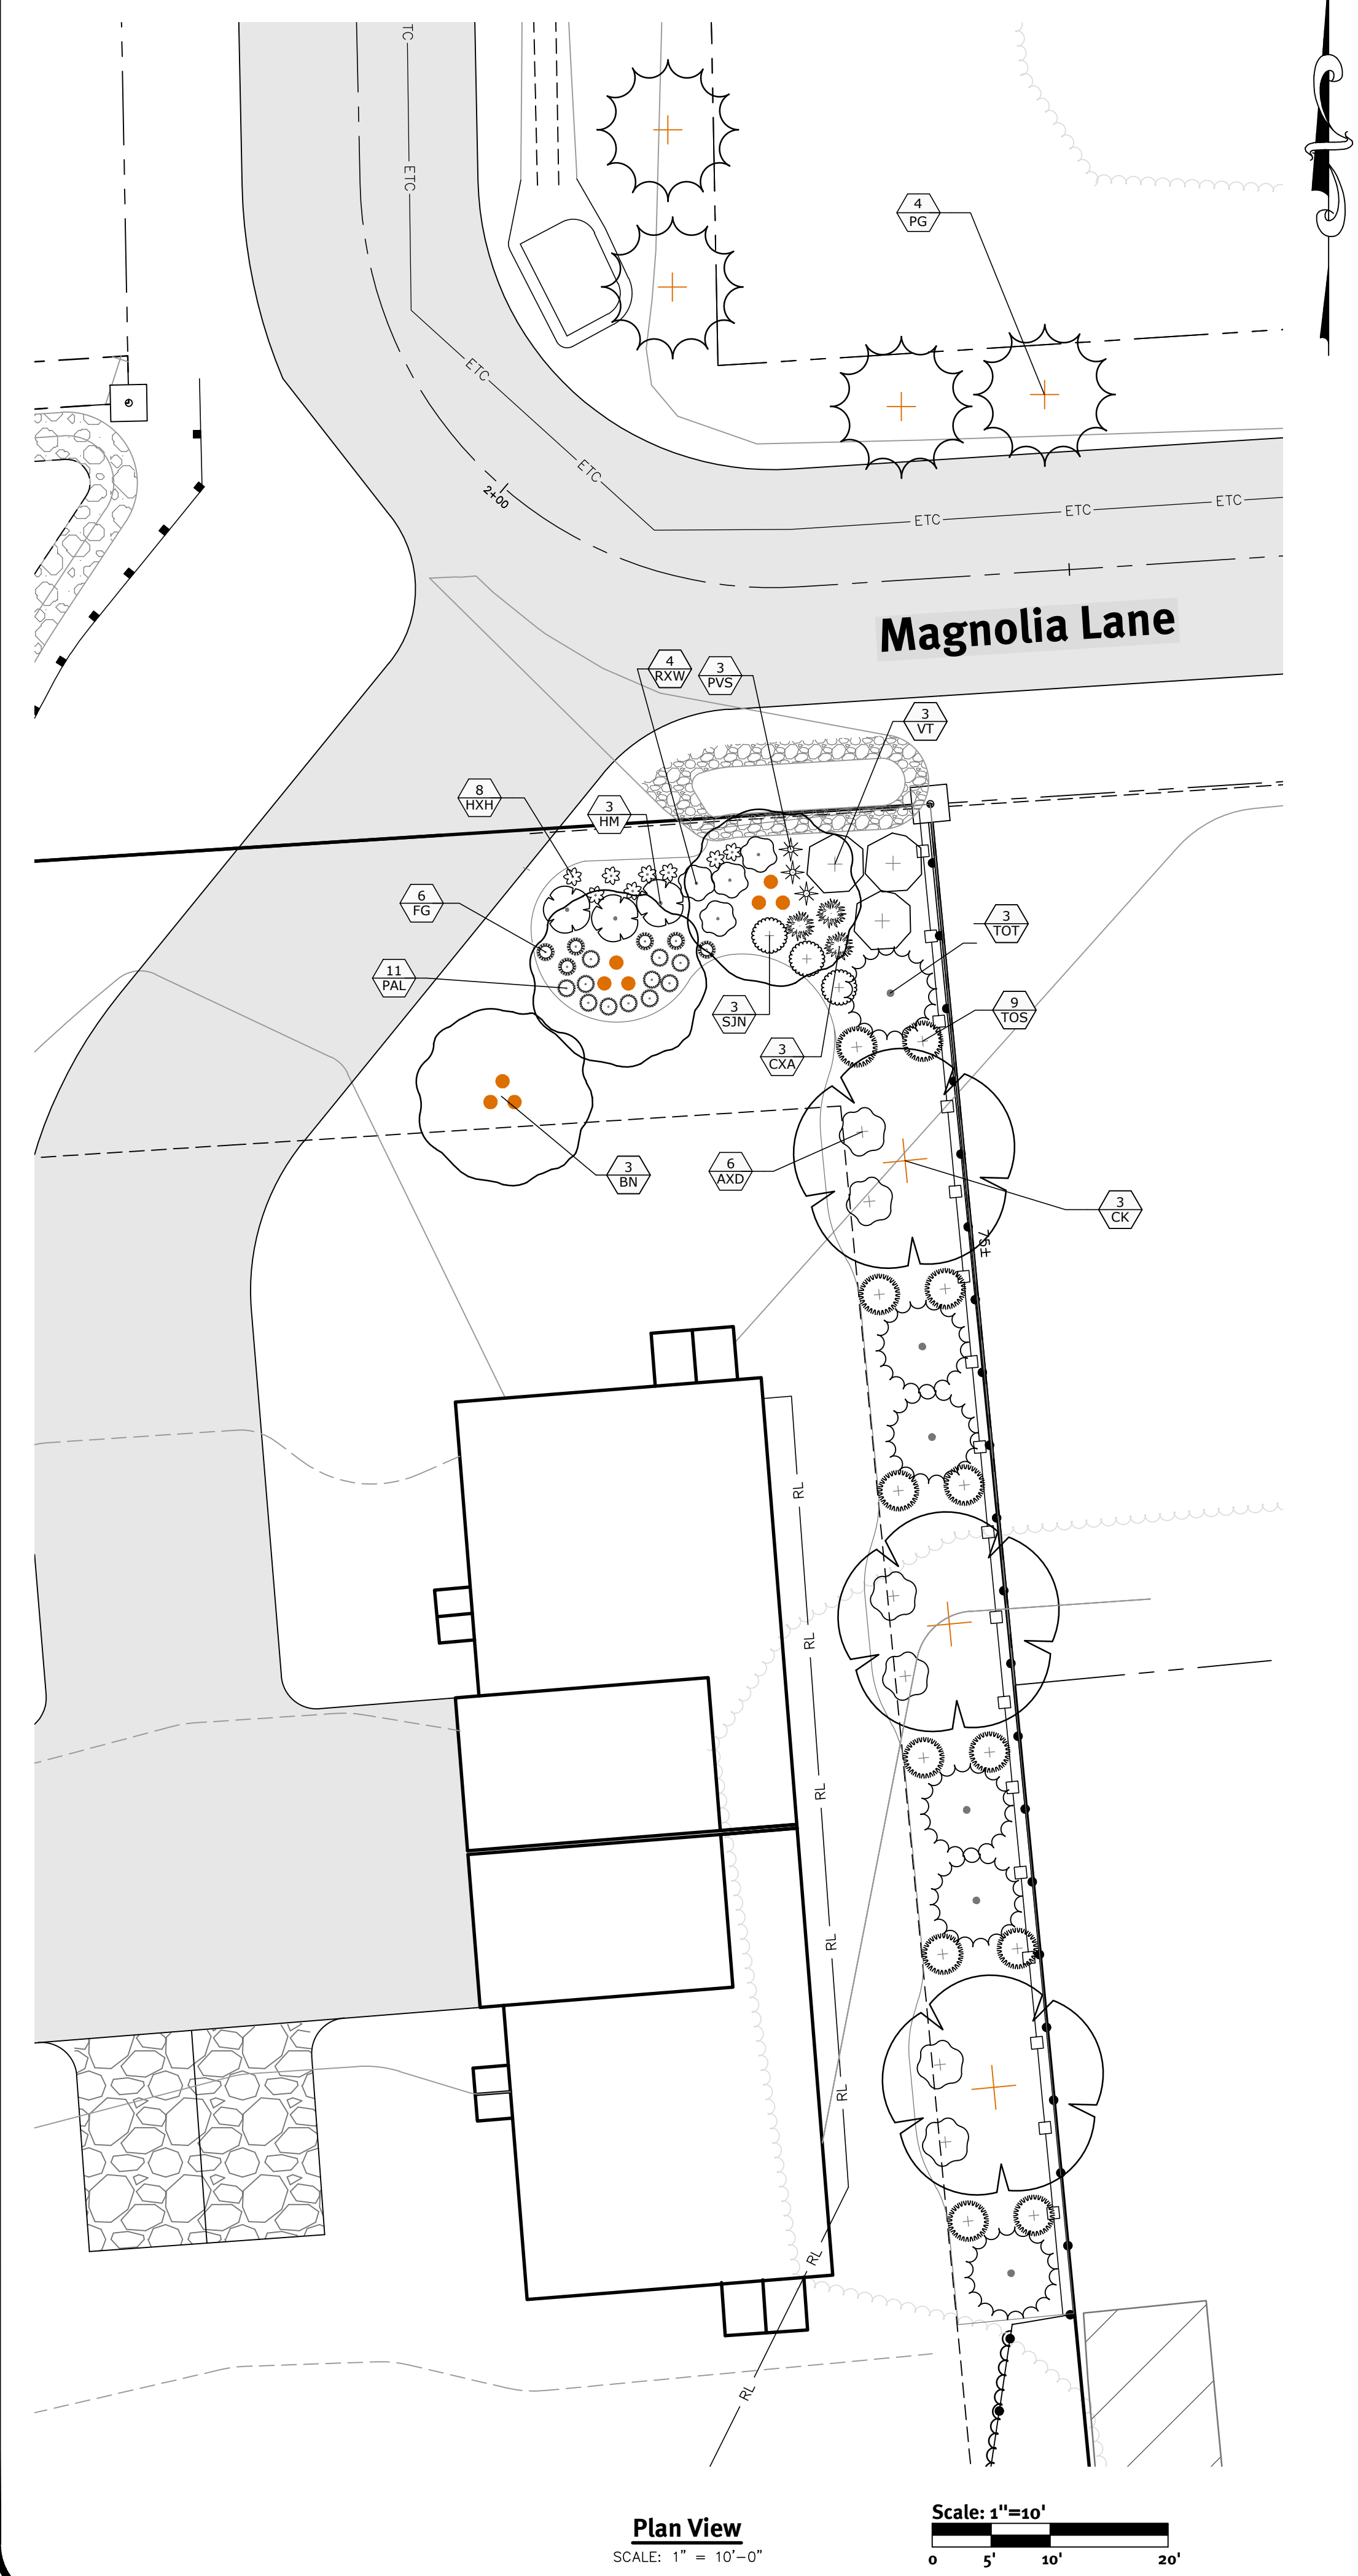 TC
ETC
4
PG
ETC
ETC
2+00
ETC
ETC
ETC
Magnolia Lane
4
RXW
3
PVS
3
VT
8
HXH
3
HM
6
FG
3
TOT
11
PAL
3
SJN
9
TOS
3
CXA
3
BN
6
AXD
3
CK
75±
RL
RL
RL
RL
RL
RL
RL
Plan View
SCALE: 1" = 10'-0"
Scale: 1"=10'
0 5' 10' 20'